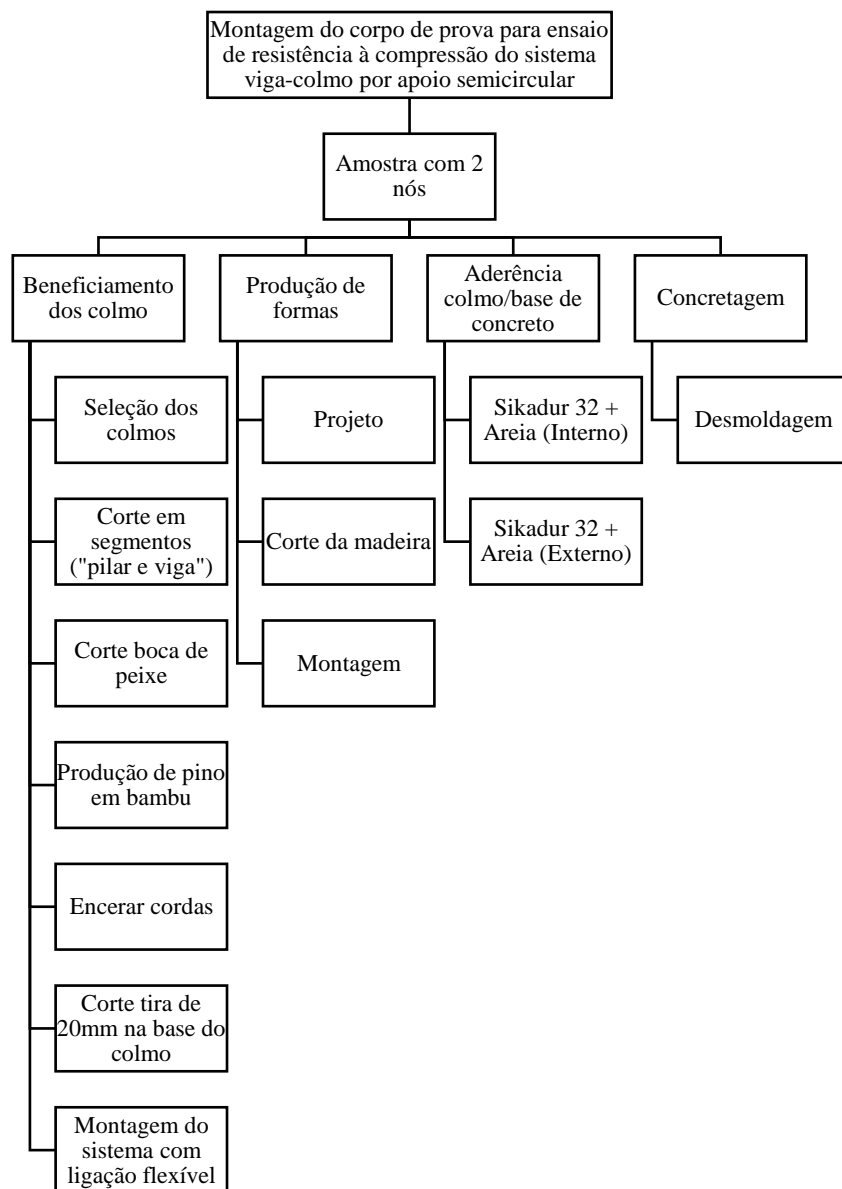 Montagem do corpo de prova para ensaio
de resistência à compressão do sistema
viga-colmo por apoio semicircular
Amostra com 2
nós
Beneficiamento
dos colmo
Seleção dos
colmos
Corte em
segmentos
("pilar e viga")
Corte boca de
peixe
Produção de pino
em bambu
Encerar cordas
Corte tira de
20mm na base do
colmo
Montagem do
sistema com
ligação flexível
Produção de
formas
Projeto
Corte da madeira
Montagem
Aderência
colmo/base de
concreto
Sikadur 32 +
Areia (Interno)
Sikadur 32 +
Areia (Externo)
Concretagem
Desmoldagem